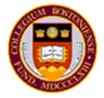 COLLEGIUM BOSTONIENSE
FUND. MDCCCLXIII